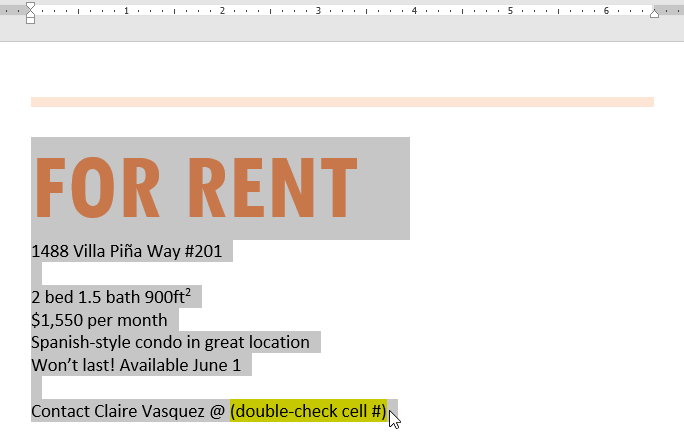 1 2 3 4 5 6
FOR RENT
1488 Villa Piña Way #201
2 bed 1.5 bath 900ft²
$1,550 per month
Spanish-style condo in great location
Won’t last! Available June 1
Contact Claire Vasquez @ (double-check cell #)